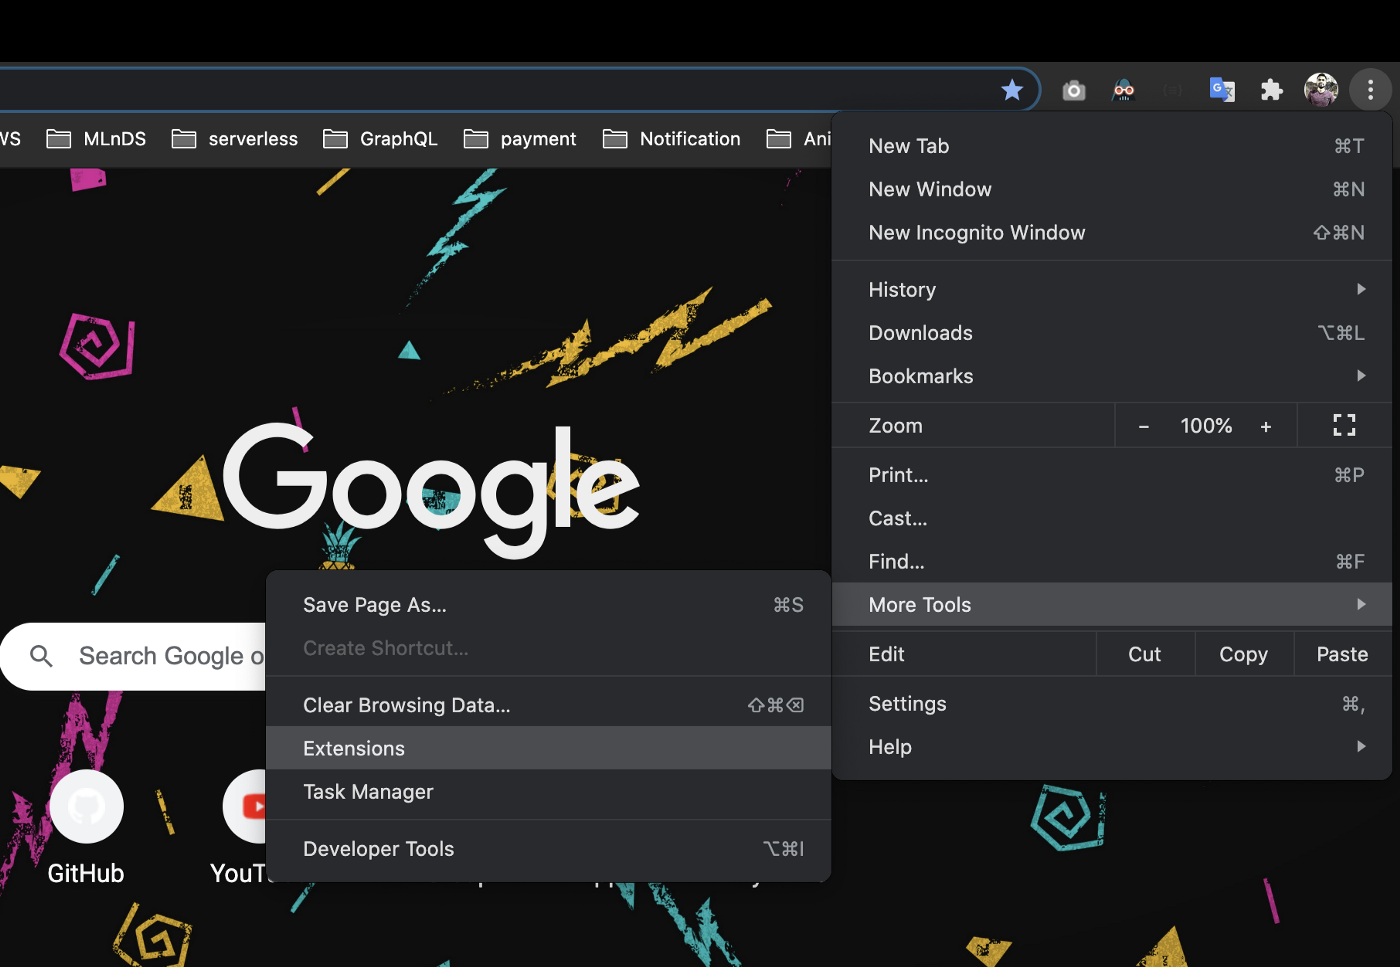 WS MLnDS serverless GraphQL payment Notification Ani
New Tab ⌘T
New Window ⌘N
New Incognito Window ⇧⌘N
History
Downloads ⌥⌘L
Bookmarks
Zoom - 100% +
Print... ⌘P
Cast...
Find... ⌘F
More Tools
Edit Cut Copy Paste
Settings ⌘,
Help
Google
Save Page As... ⌘S
Create Shortcut...
Clear Browsing Data... ⇧⌘⌫
Extensions
Task Manager
Developer Tools ⌥⌘I
Search Google o
GitHub
YouT